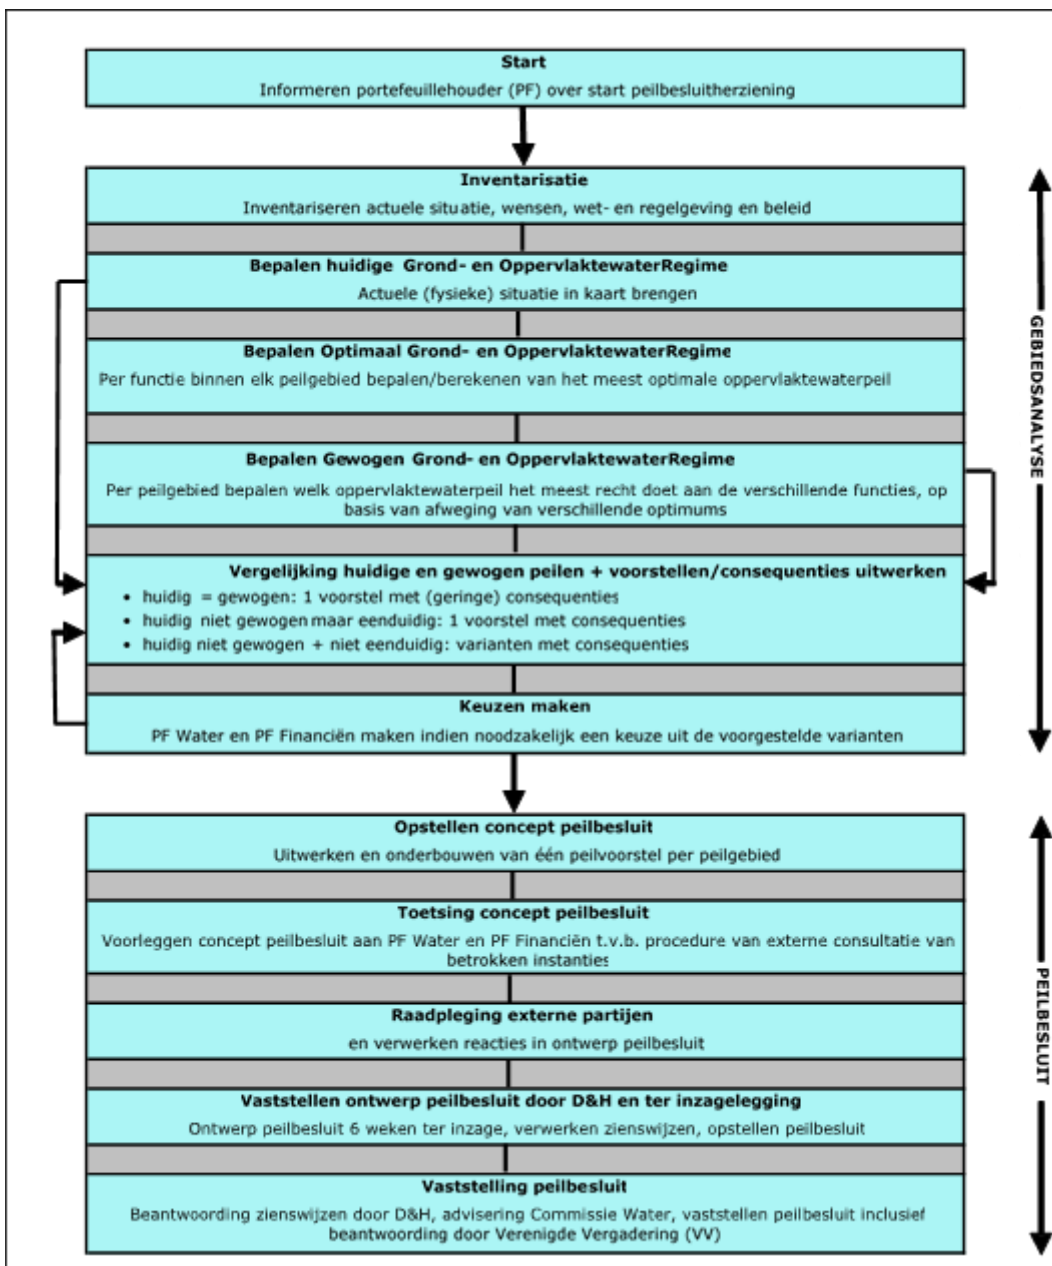 Start
Informeren portefeuillehouder (PF) over start peilbesluitherziening
Inventarisatie
Inventariseren actuele situatie, wensen, wet- en regelgeving en beleid
Bepalen huidige Grond- en OppervlaktewaterRegime
Actuele (fysieke) situatie in kaart brengen
Bepalen Optimaal Grond- en OppervlaktewaterRegime
Per functie binnen elk peilgebied bepalen/berekenen van het meest optimale oppervlaktewaterpeil
Bepalen Gewogen Grond- en OppervlaktewaterRegime
Per peilgebied bepalen welk oppervlaktewaterpeil het meest recht doet aan de verschillende functies, op
basis van afweging van verschillende optimums
Vergelijking huidige en gewogen peilen + voorstellen/consequenties uitwerken
• huidig = gewogen: 1 voorstel met (geringe) consequenties
• huidig niet gewogen maar eenduidig: 1 voorstel met consequenties
• huidig niet gewogen + niet eenduidig: varianten met consequenties
Keuzen maken
PF Water en PF Financiën maken indien noodzakelijk een keuze uit de voorgestelde varianten
GEBIEDSANALYSE
Opstellen concept peilbesluit
Uitwerken en onderbouwen van één peilvoorstel per peilgebied
Toetsing concept peilbesluit
Voorleggen concept peilbesluit aan PF Water en PF Financiën t.v.b. procedure van externe consultatie van
betrokken instanties
Raadpleging externe partijen
en verwerken reacties in ontwerp peilbesluit
Vaststellen ontwerp peilbesluit door D&H en ter inzagelegging
Ontwerp peilbesluit 6 weken ter inzage, verwerken zienswijzen, opstellen peilbesluit
Vaststelling peilbesluit
Beantwoording zienswijzen door D&H, advisering Commissie Water, vaststellen peilbesluit inclusief
beantwoording door Verenigde Vergadering (VV)
PEILBESLUIT